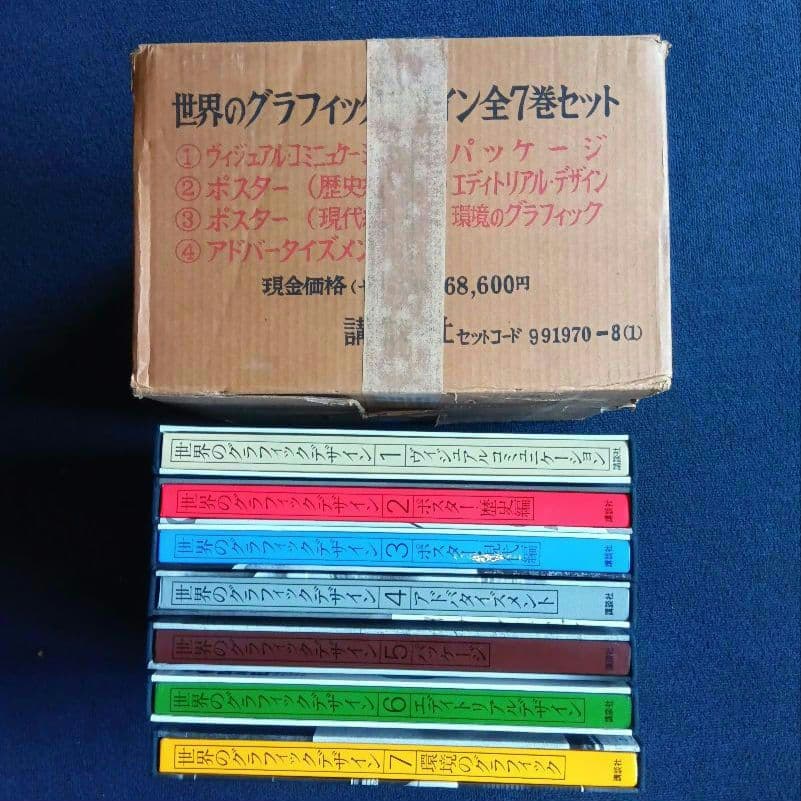 世界のグラフィック イン全7巻セット
①ヴィジュアル・コミュニケーシ パッケージ
②ポスター（歴史 エディトリアル・デザイン
③ポスター（現代 環境のグラフィック
④アドバータイズメン
現金価格（ 68,600円
講 社 セットコード 991970-8(1)
世界のグラフィックデザイン 1 ヴィジュアルコミュニケーション 講談社
世界のグラフィックデザイン 2 ポスター・歴史編 講談社
世界のグラフィックデザイン 3 ポスター・現代編 講談社
世界のグラフィックデザイン 4 アドバタイズメント 講談社
世界のグラフィックデザイン 5 パッケージ 講談社
世界のグラフィックデザイン 6 エディトリアルデザイン 講談社
世界のグラフィックデザイン 7 環境のグラフィック 講談社